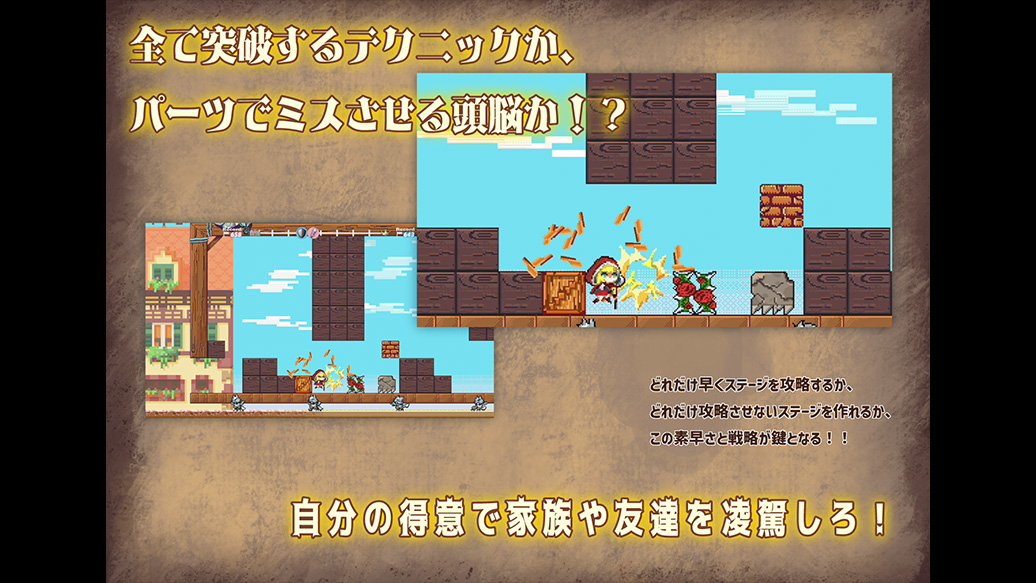 全て突破するテクニックか、
パーツでミスさせる頭脳か！？
どれだけ早くステージを攻略するか、
どれだけ攻略させないステージを作れるか、
この素早さと戦略が鍵となる！！
自分の得意で家族や友達を凌駕しろ！